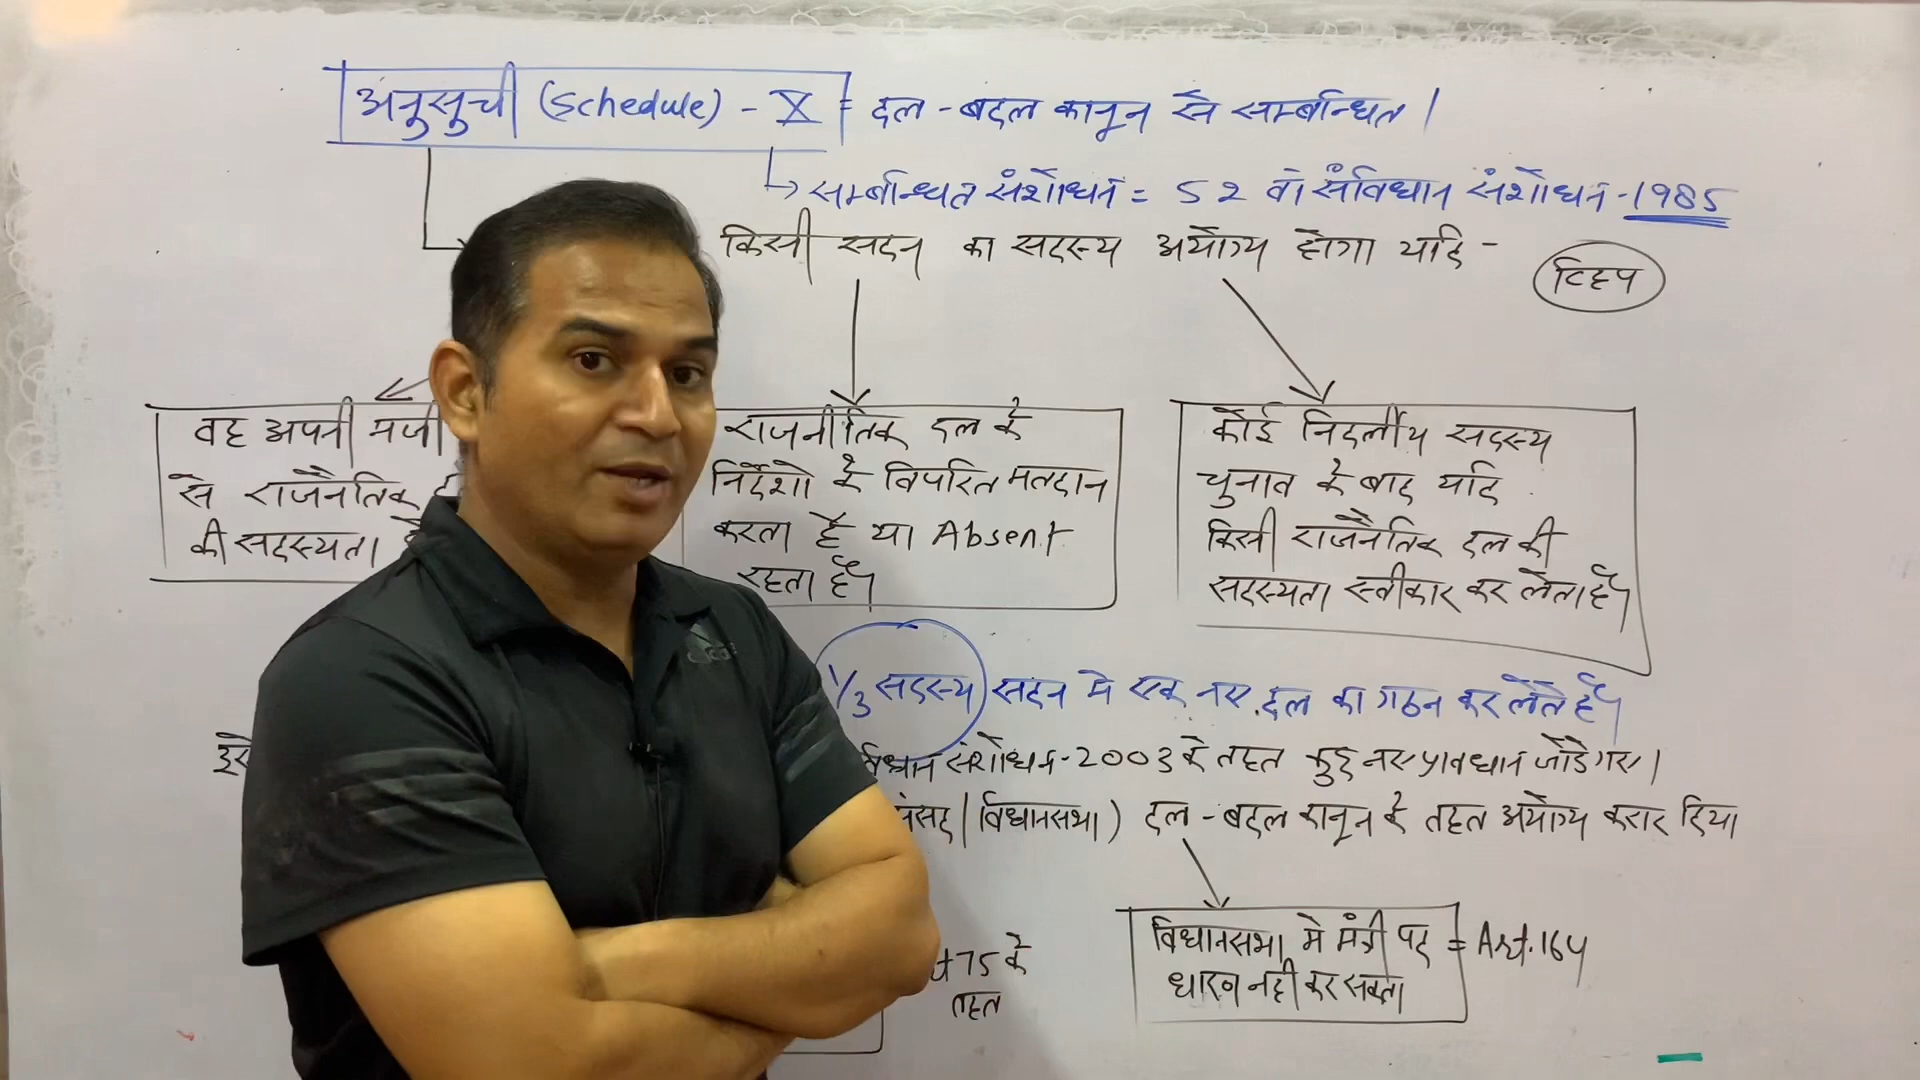 अनुसुची (Schedule) - X = दल - बदल कानून से सम्बन्धित।
↳ सम्बन्धित संशोधन = 52 वां संविधान संशोधन - 1985
किसी सदन का सदस्य अयोग्य होगा यदि -
व्हिप
वह अपनी मर्जी
से राजनैतिक
की सदस्यता
राजनीतिक दल के
निर्देशो के विपरित मतदान
करता है या Absent
रहता है।
कोई निदर्लीय सदस्य
चुनाव के बाद यदि
किसी राजनैतिक दल की
सदस्यता स्वीकार कर लेता है।
1/3 सदस्य सदन मे एक नए दल का गठन कर लेते है।
संशोधन - 2003 के तहत कुछ नए प्रावधान जोडे गए।
(विधानसभा) दल - बदल कानून के तहत अयोग्य करार दिया
75 के
तहत
विधानसभा मे मंत्री पद = Art. 164
धारण नही कर सकता